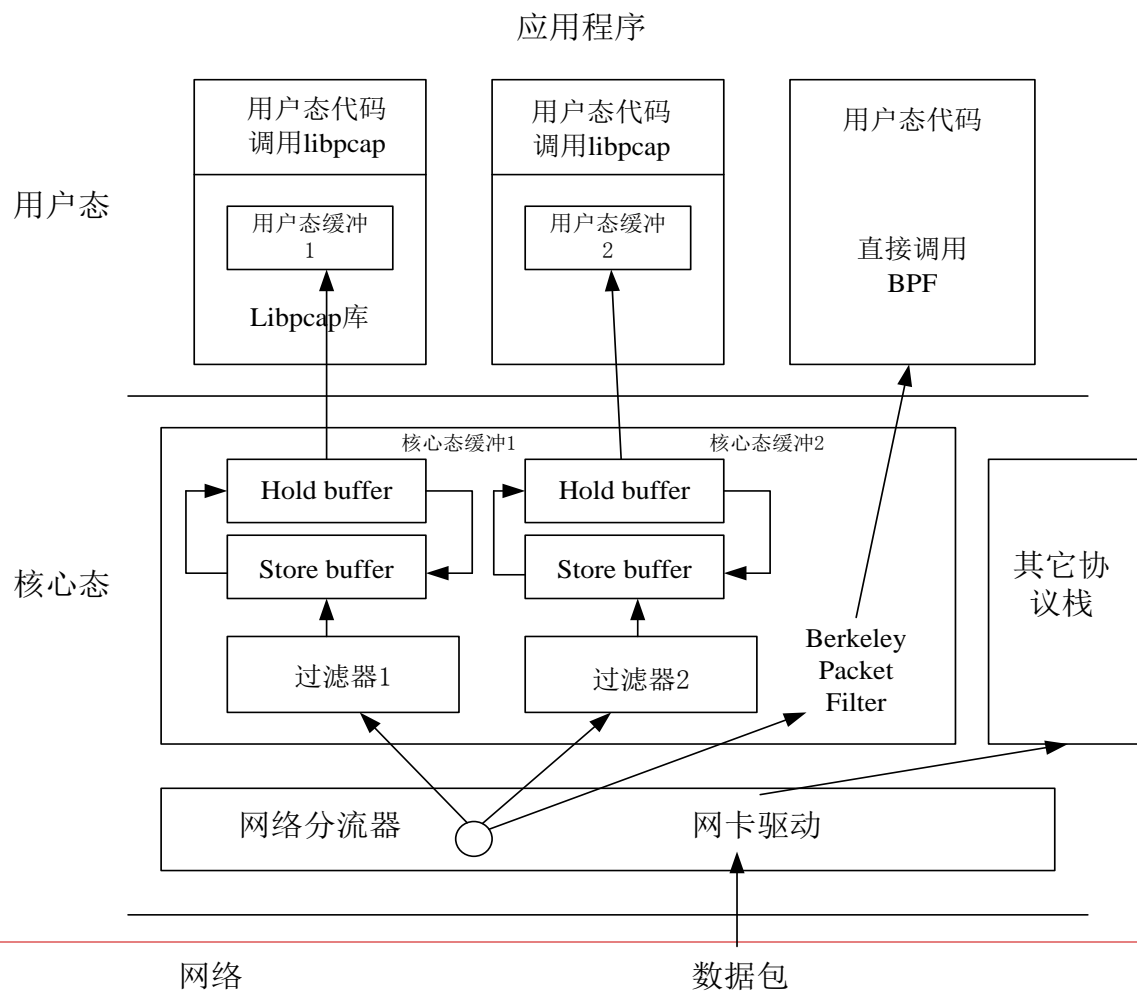 应用程序
用户态代码
调用libpcap
用户态代码
调用libpcap
用户态代码
用户态
用户态缓冲
1
用户态缓冲
2
直接调用
BPF
Libpcap库
核心态缓冲1
核心态缓冲2
Hold buffer
Hold buffer
Store buffer
Store buffer
核心态
其它协
议栈
过滤器1
过滤器2
Berkeley
Packet
Filter
网络分流器
网卡驱动
网络
数据包